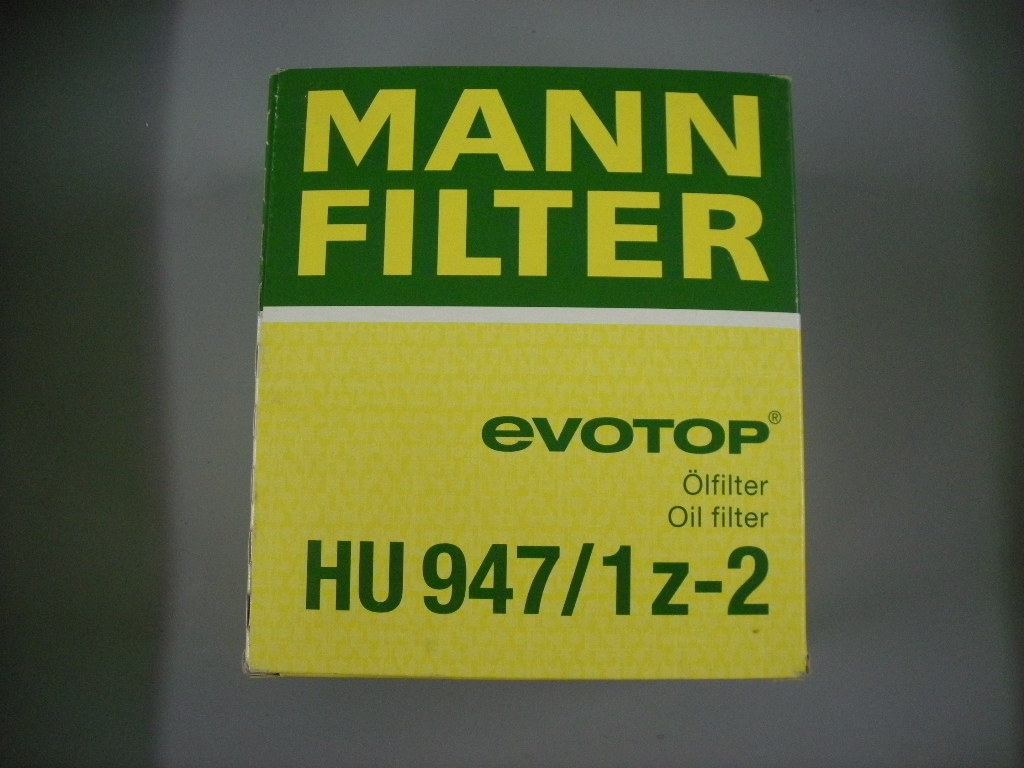 MANN
FILTER
evotop®
Ölfilter
Oil filter
HU 947/1 z-2